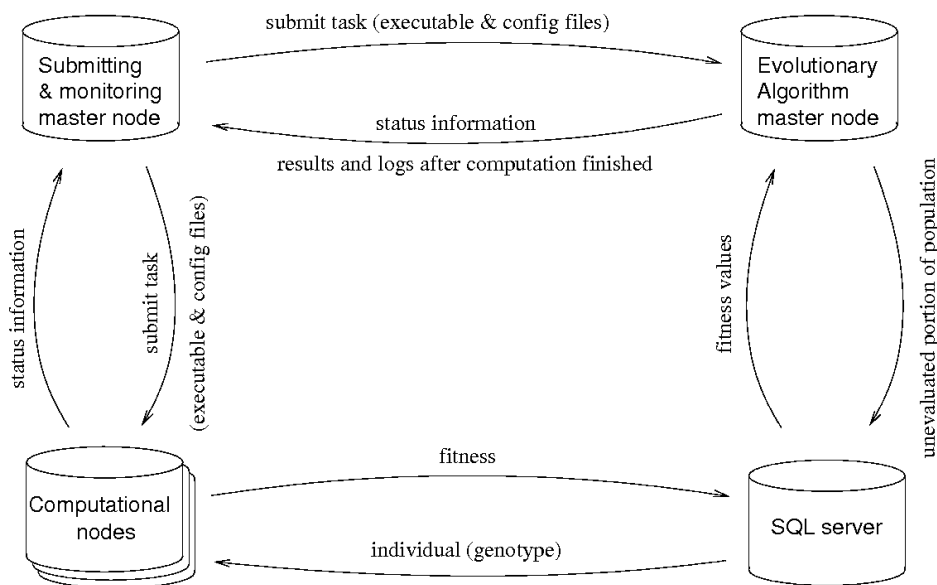 submit task (executable & config files)
Submitting
& monitoring
master node
Evolutionary
Algorithm
master node
status information
results and logs after computation finished
status information
submit task
(executable & config files)
fitness values
unevaluated portion of population
Computational
nodes
fitness
SQL server
individual (genotype)